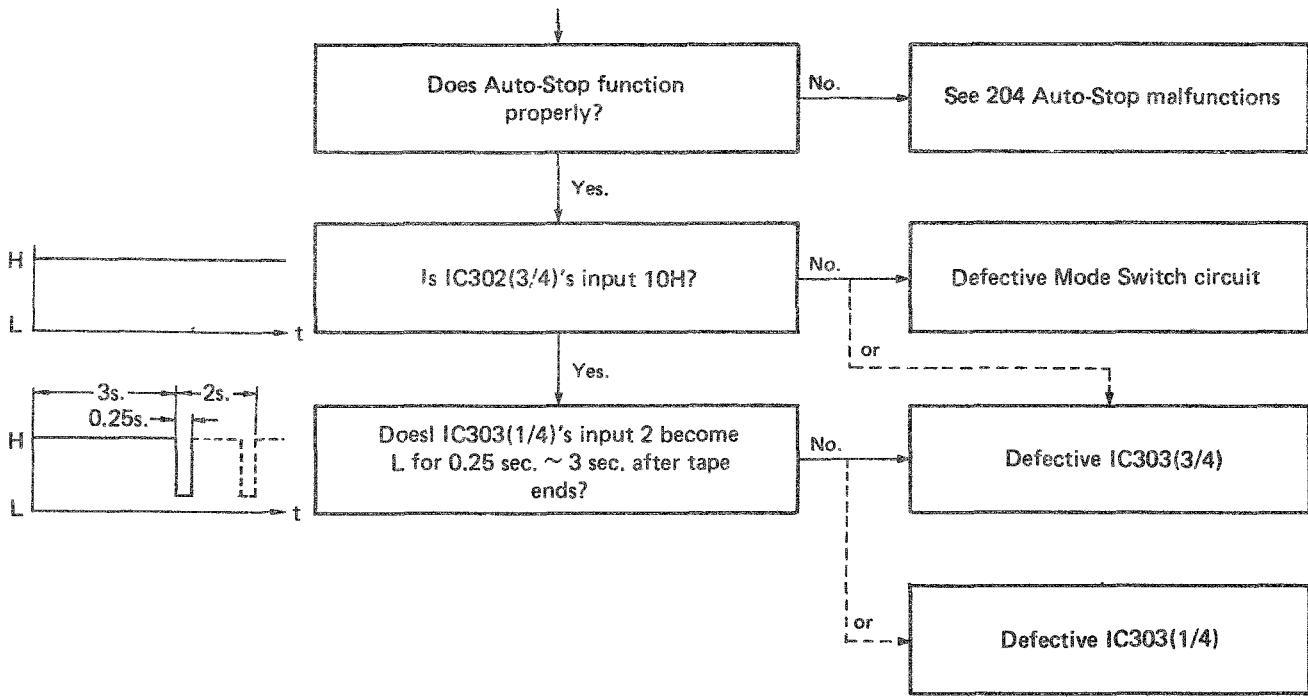 Does Auto-Stop function
properly?
No.
See 204 Auto-Stop malfunctions
Yes.
H
L
t
Is IC302(3/4)'s input 10H?
No.
Defective Mode Switch circuit
or
Yes.
3s.
2s.
0.25s.
H
L
t
Doesl IC303(1/4)'s input 2 become
L for 0.25 sec. ~ 3 sec. after tape
ends?
No.
Defective IC303(3/4)
or
Defective IC303(1/4)